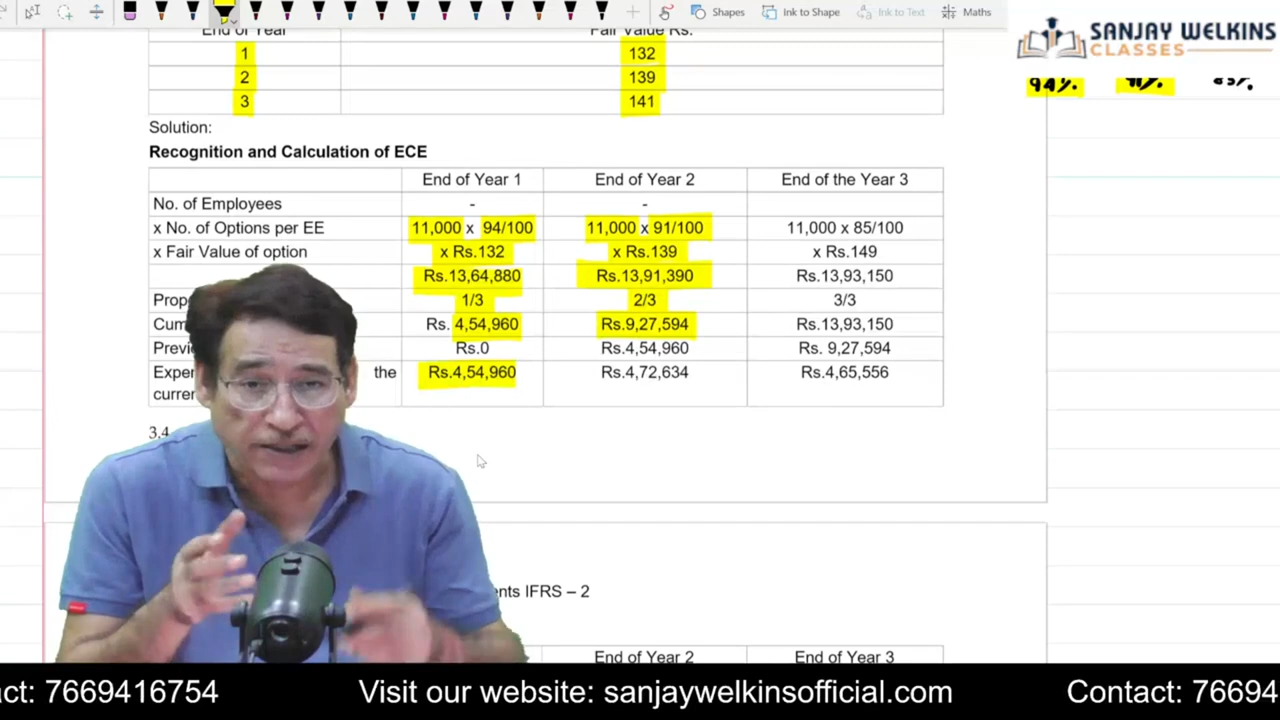 Shapes Ink to Shape Ink to Text Maths
SANJAY WELKINS
CLASSES
End of Year Fair Value Rs.
94% 91% 85%
1 132
2 139
3 141
Solution:
Recognition and Calculation of ECE
End of Year 1 End of Year 2 End of the Year 3
No. of Employees - -
x No. of Options per EE 11,000 x 94/100 11,000 x 91/100 11,000 x 85/100
x Fair Value of option x Rs.132 x Rs.139 x Rs.149
Rs.13,64,880 Rs.13,91,390 Rs.13,93,150
1/3 2/3 3/3
Rs. 4,54,960 Rs.9,27,594 Rs.13,93,150
Rs.0 Rs.4,54,960 Rs. 9,27,594
the Rs.4,54,960 Rs.4,72,634 Rs.4,65,556
3,4
IFRS – 2
End of Year 2 End of Year 3
act: 7669416754 Visit our website: sanjaywelkinsofficial.com Contact: 76694